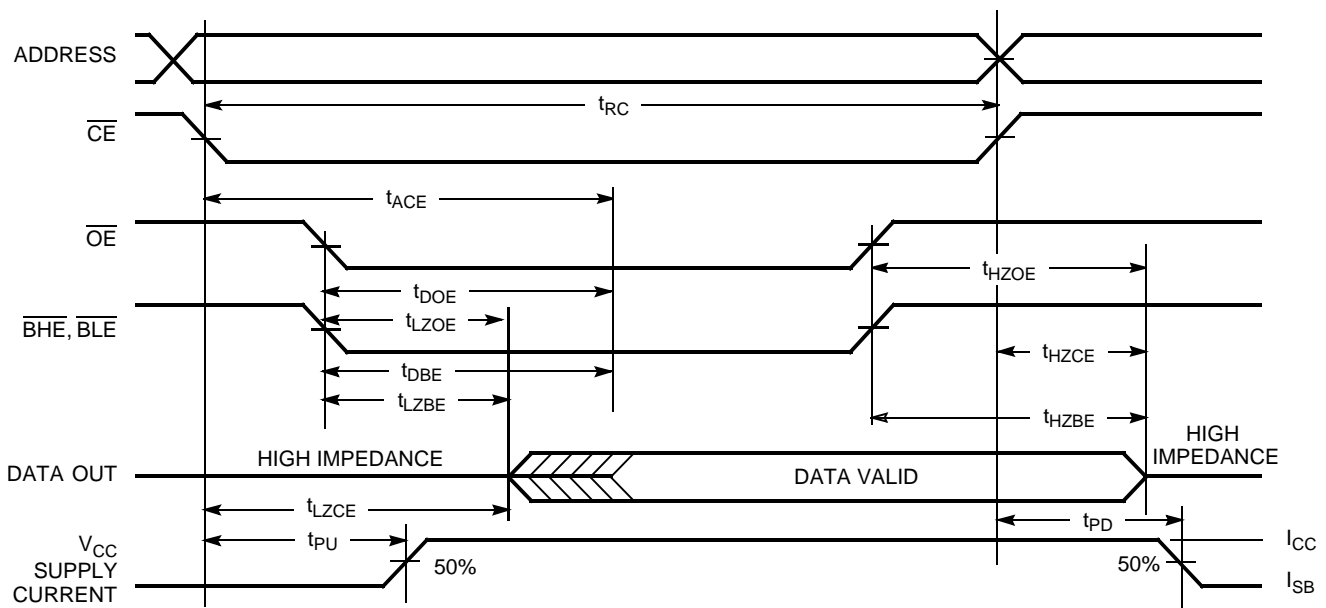 ADDRESS
tRC
CE
tACE
OE
tHZOE
tDOE
BHE, BLE
tLZOE
tHZCE
tDBE
tLZBE
tHZBE
HIGH IMPEDANCE
HIGH
IMPEDANCE
DATA OUT
DATA VALID
tLZCE
tPD
tPU
VCC
SUPPLY
CURRENT
50%
50%
ICC
ISB